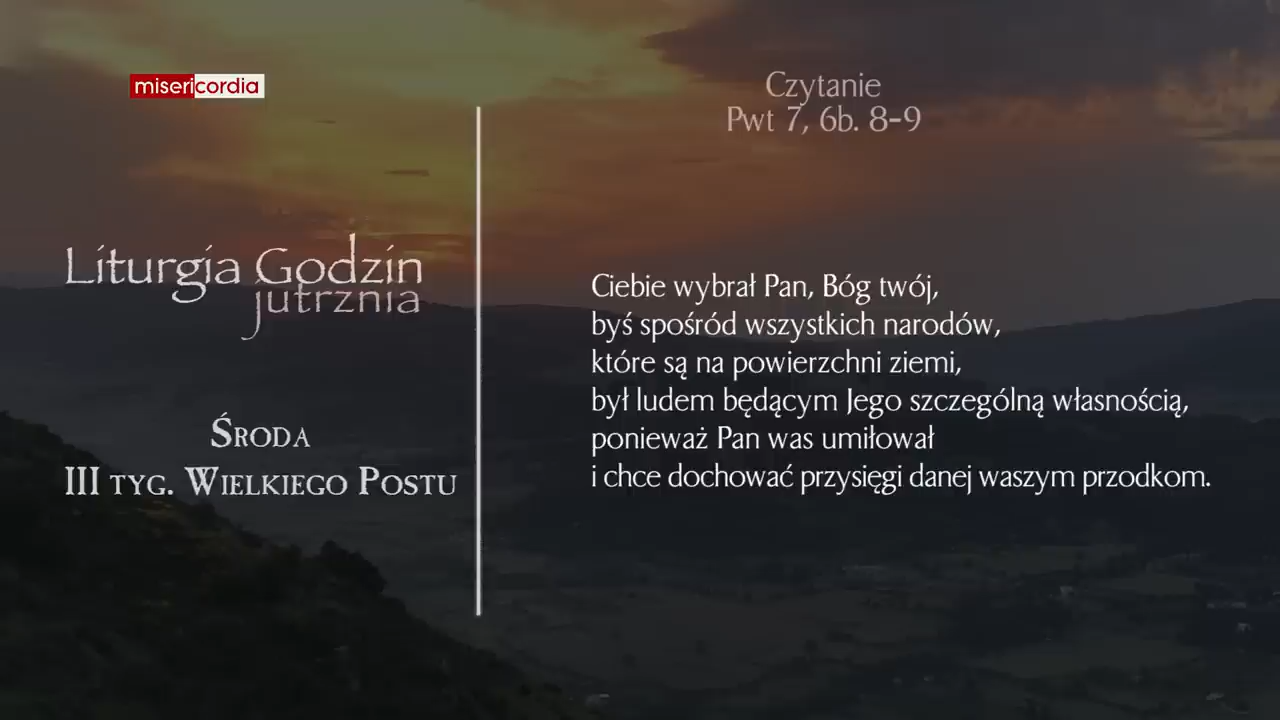 misericordia
Liturgia Godzin
jutrznia
Środa
III tyg. Wielkiego Postu
Czytanie
Pwt 7, 6b. 8-9
Ciebie wybrał Pan, Bóg twój,
byś spośród wszystkich narodów,
które są na powierzchni ziemi,
był ludem będącym Jego szczególną własnością,
ponieważ Pan was umiłował
i chce dochować przysięgi danej waszym przodkom.